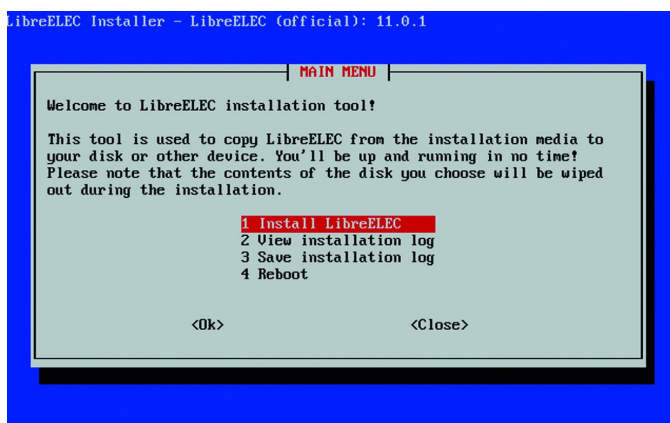 LibreELEC Installer - LibreELEC (official): 11.0.1
MAIN MENU
Welcome to LibreELEC installation tool!
This tool is used to copy LibreELEC from the installation media to
your disk or other device. You'll be up and running in no time!
Please note that the contents of the disk you choose will be wiped
out during the installation.
1 Install LibreELEC
2 View installation log
3 Save installation log
4 Reboot
<Ok> <Close>